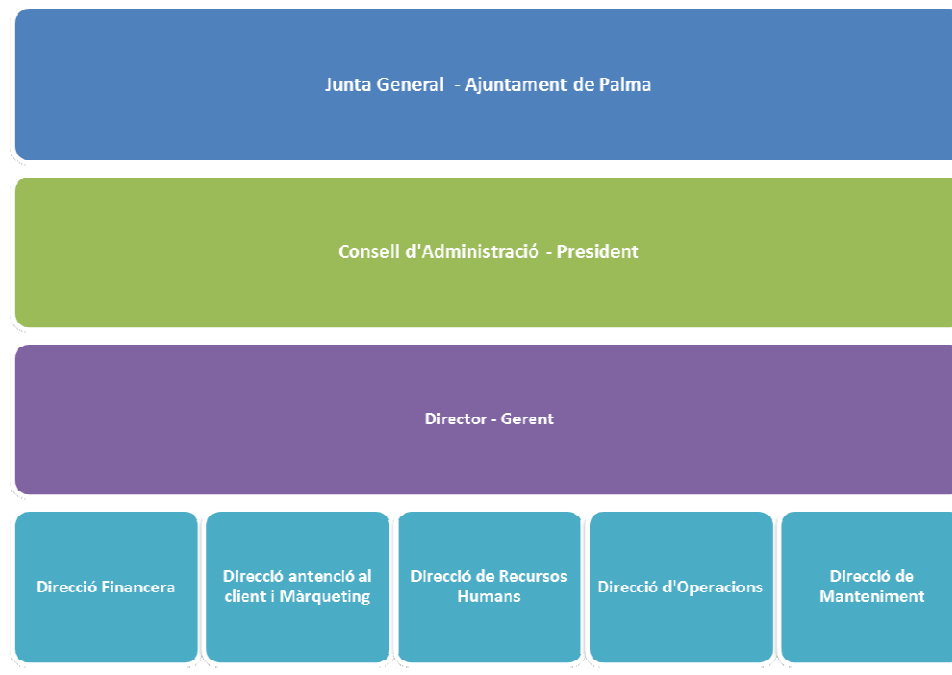 Junta General - Ajuntament de Palma
Consell d'Administració - President
Director - Gerent
Direcció Financera
Direcció antenció al
client i Màrqueting
Direcció de Recursos
Humans
Direcció d'Operacions
Direcció de
Manteniment